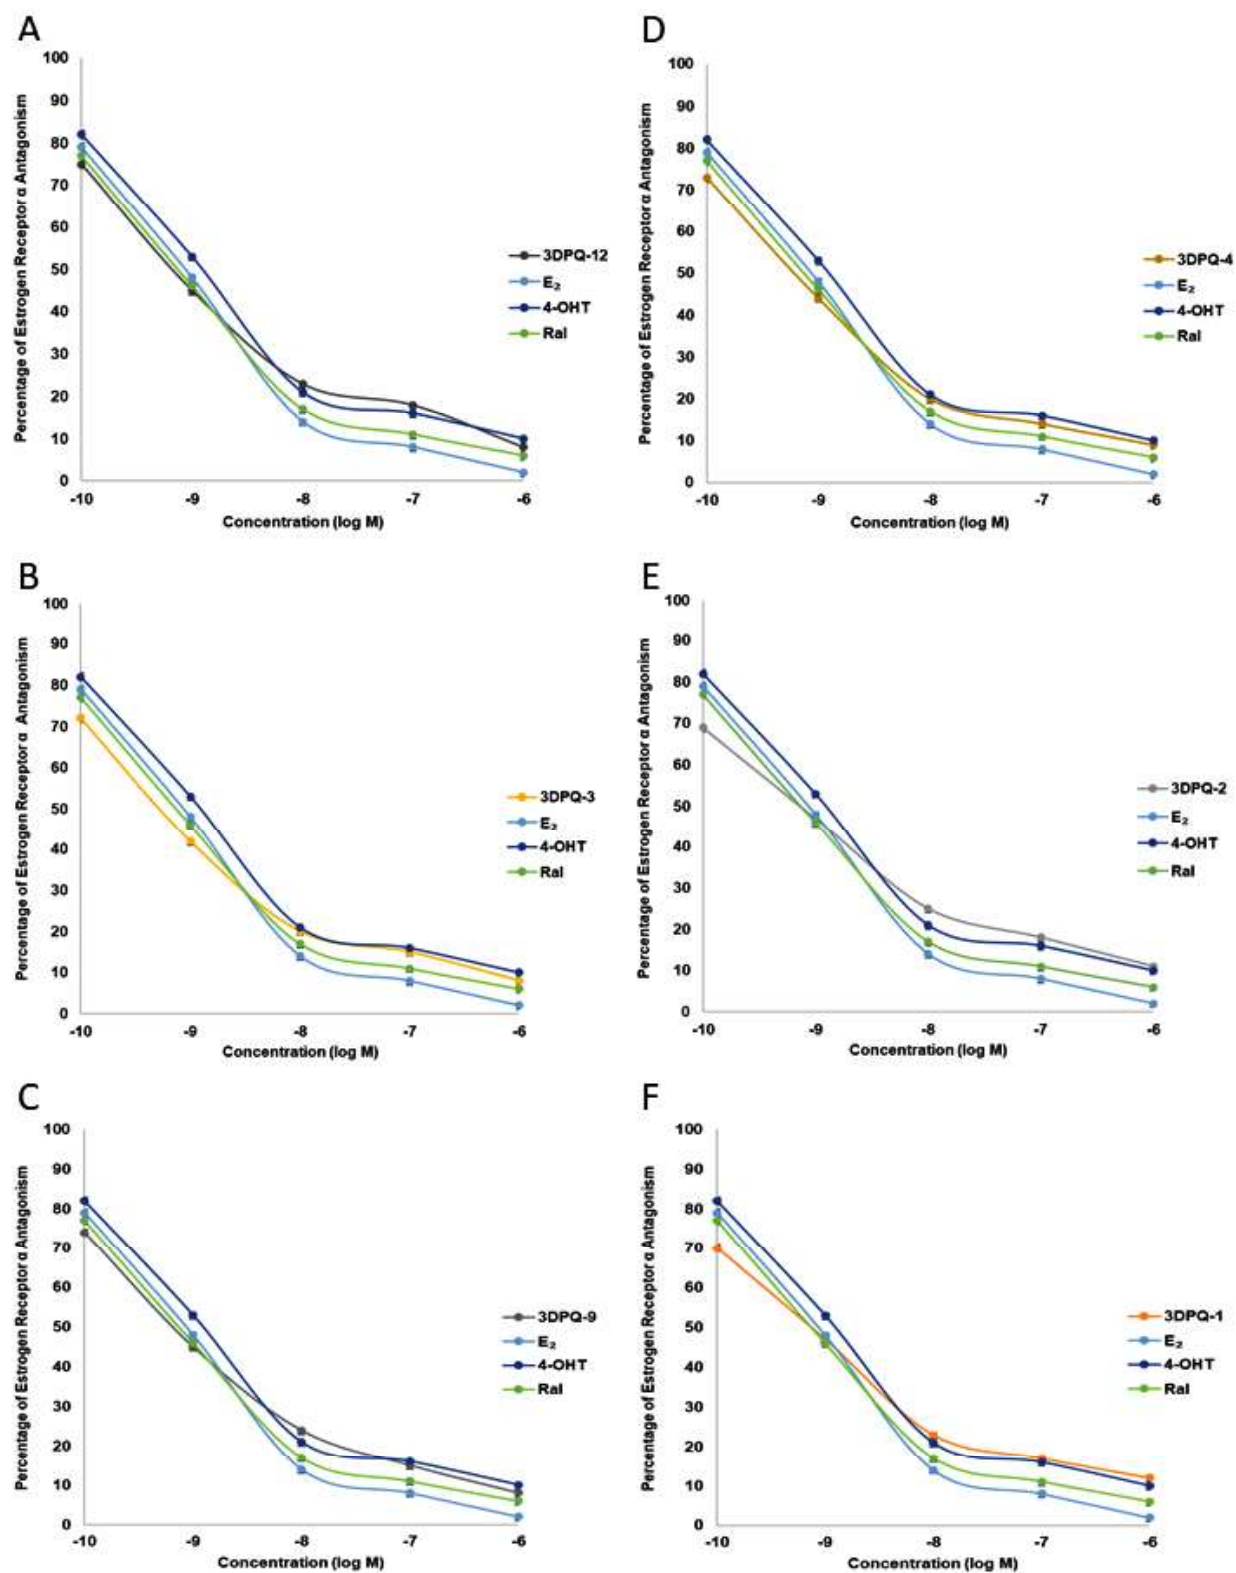 A
Percentage of Estrogen Receptor α Antagonism
100
90
80
70
60
50
40
30
20
10
0
-10 -9 -8 -7 -6
Concentration (log M)
3DPQ-12
E₂
4-OHT
Ral
D
Percentage of Estrogen Receptor α Antagonism
100
90
80
70
60
50
40
30
20
10
0
-10 -9 -8 -7 -6
Concentration (log M)
3DPQ-4
E₂
4-OHT
Ral
B
Percentage of Estrogen Receptor α Antagonism
100
90
80
70
60
50
40
30
20
10
0
-10 -9 -8 -7 -6
Concentration (log M)
3DPQ-3
E₂
4-OHT
Ral
E
Percentage of Estrogen Receptor α Antagonism
100
90
80
70
60
50
40
30
20
10
0
-10 -9 -8 -7 -6
Concentration (log M)
3DPQ-2
E₂
4-OHT
Ral
C
Percentage of Estrogen Receptor α Antagonism
100
90
80
70
60
50
40
30
20
10
0
-10 -9 -8 -7 -6
Concentration (log M)
3DPQ-9
E₂
4-OHT
Ral
F
Percentage of Estrogen Receptor α Antagonism
100
90
80
70
60
50
40
30
20
10
0
-10 -9 -8 -7 -6
Concentration (log M)
3DPQ-1
E₂
4-OHT
Ral